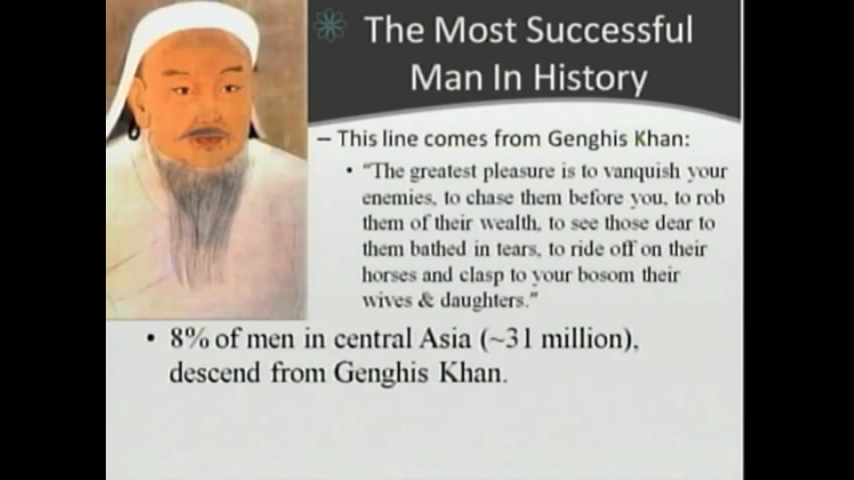 The Most Successful
Man In History
– This line comes from Genghis Khan:
• “The greatest pleasure is to vanquish your
enemies, to chase them before you, to rob
them of their wealth, to see those dear to
them bathed in tears, to ride off on their
horses and clasp to your bosom their
wives & daughters.”
• 8% of men in central Asia (~31 million),
descend from Genghis Khan.